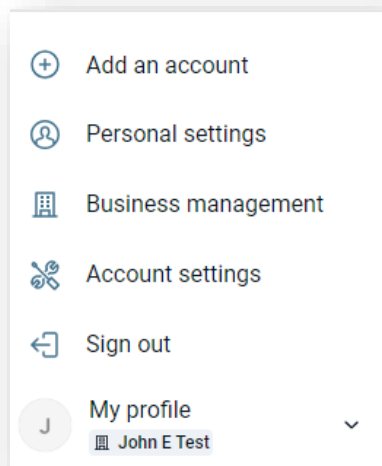 Add an account
Personal settings
Business management
Account settings
Sign out
J
My profile
John E Test